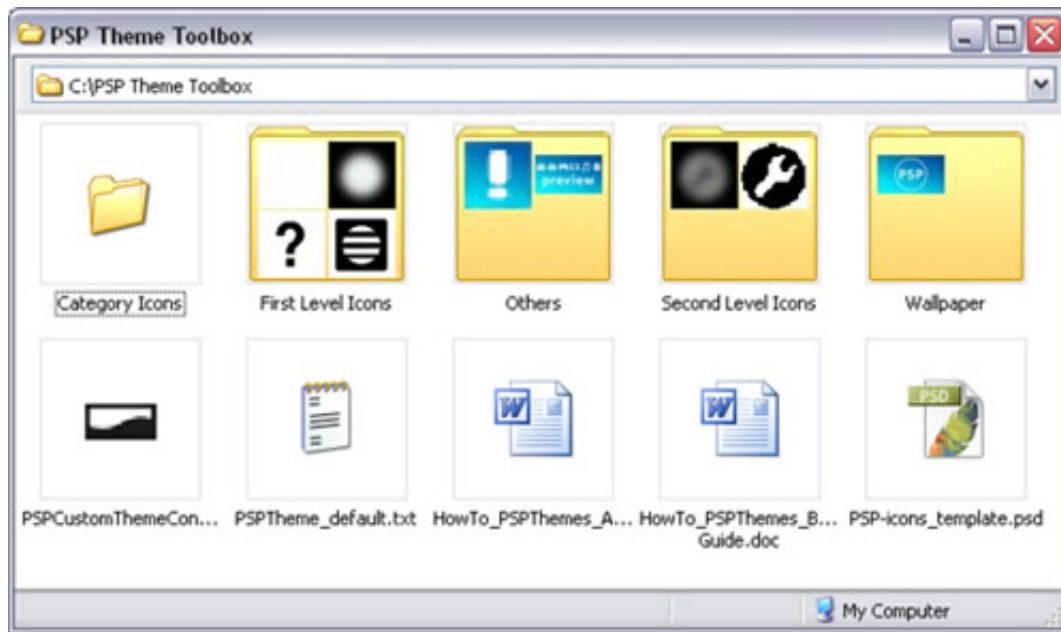 PSP Theme Toolbox
C:\PSP Theme Toolbox
preview
PSP
Category Icons
First Level Icons
Others
Second Level Icons
Wallpaper
?
W
W
PSD
PSPCustomThemeCon...
PSPTheme_default.txt
HowTo_PSPThemes_A...
HowTo_PSPThemes_B...
Guide.doc
PSP-icons_template.psd
My Computer